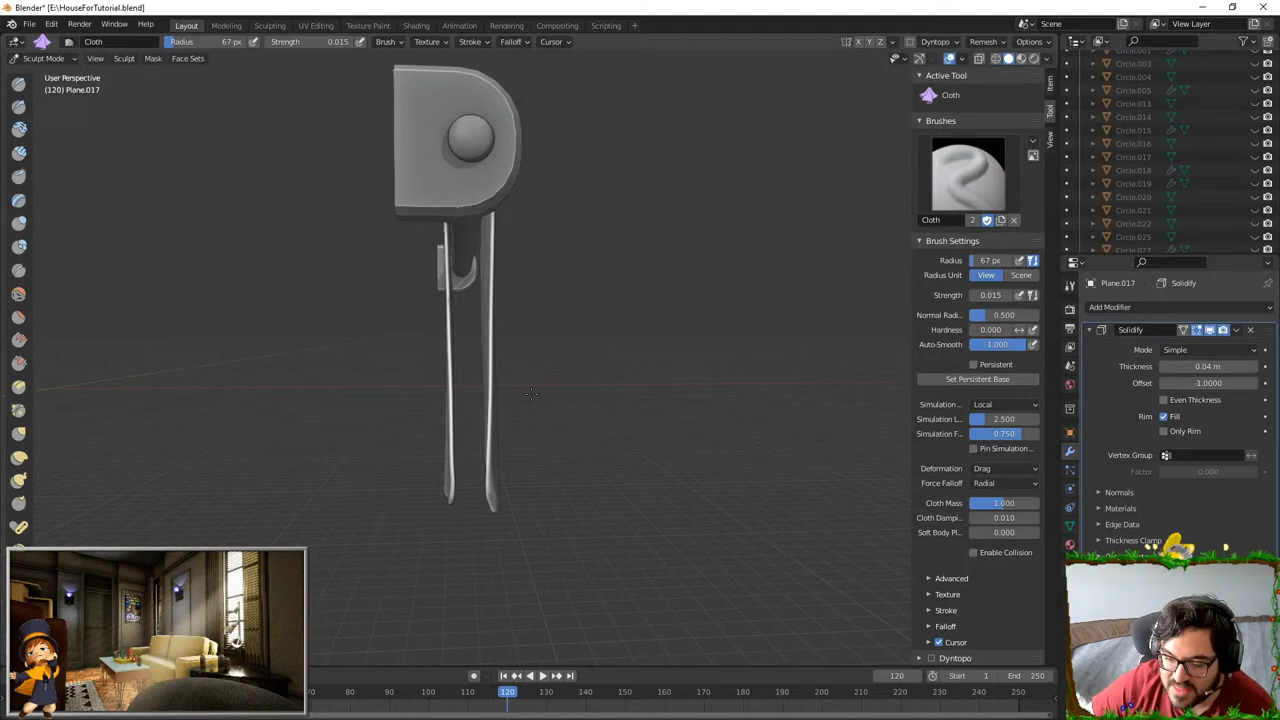 Blender* [E:\HouseForTutorial.blend]
File Edit Render Window Help Layout Modeling Sculpting UV Editing Texture Paint Shading Animation Rendering Compositing Scripting Scene View Layer
Cloth Radius 67 px Strength 0.015 Brush Texture Stroke Falloff Cursor X Y Z Dyntopo Remesh Options
Sculpt Mode View Sculpt Mask Face Sets
User Perspective
(120) Plane.017
Active Tool
Cloth
Brushes
Cloth 2
Brush Settings
Radius 67 px
Radius Unit View Scene
Strength 0.015
Normal Radi... 0.500
Hardness 0.000
Auto-Smooth 1.000
Persistent
Set Persistent Base
Simulation ... Local
Simulation L... 2.500
Simulation F... 0.750
Pin Simulation ...
Deformation Drag
Force Falloff Radial
Cloth Mass 1.000
Cloth Dampi... 0.010
Soft Body Pl... 0.000
Enable Collision
Advanced
Texture
Stroke
Falloff
Cursor
Dyntopo
Item
Tool
View
Circle.003
Circle.004
Circle.005
Circle.013
Circle.014
Circle.015
Circle.016
Circle.017
Circle.018
Circle.019
Circle.020
Circle.021
Circle.022
Circle.025
Circle.027
Plane.017 Solidify
Add Modifier
Solidify
Mode Simple
Thickness 0.04 m
Offset -1.0000
Even Thickness
Rim Fill
Only Rim
Vertex Group
Factor 0.000
Normals
Materials
Edge Data
Thickness Clamp
70 80 90 100 110 120 130 140 150 160 170 180 190 200 210 220 230 240 250
120 Start 1 End 250